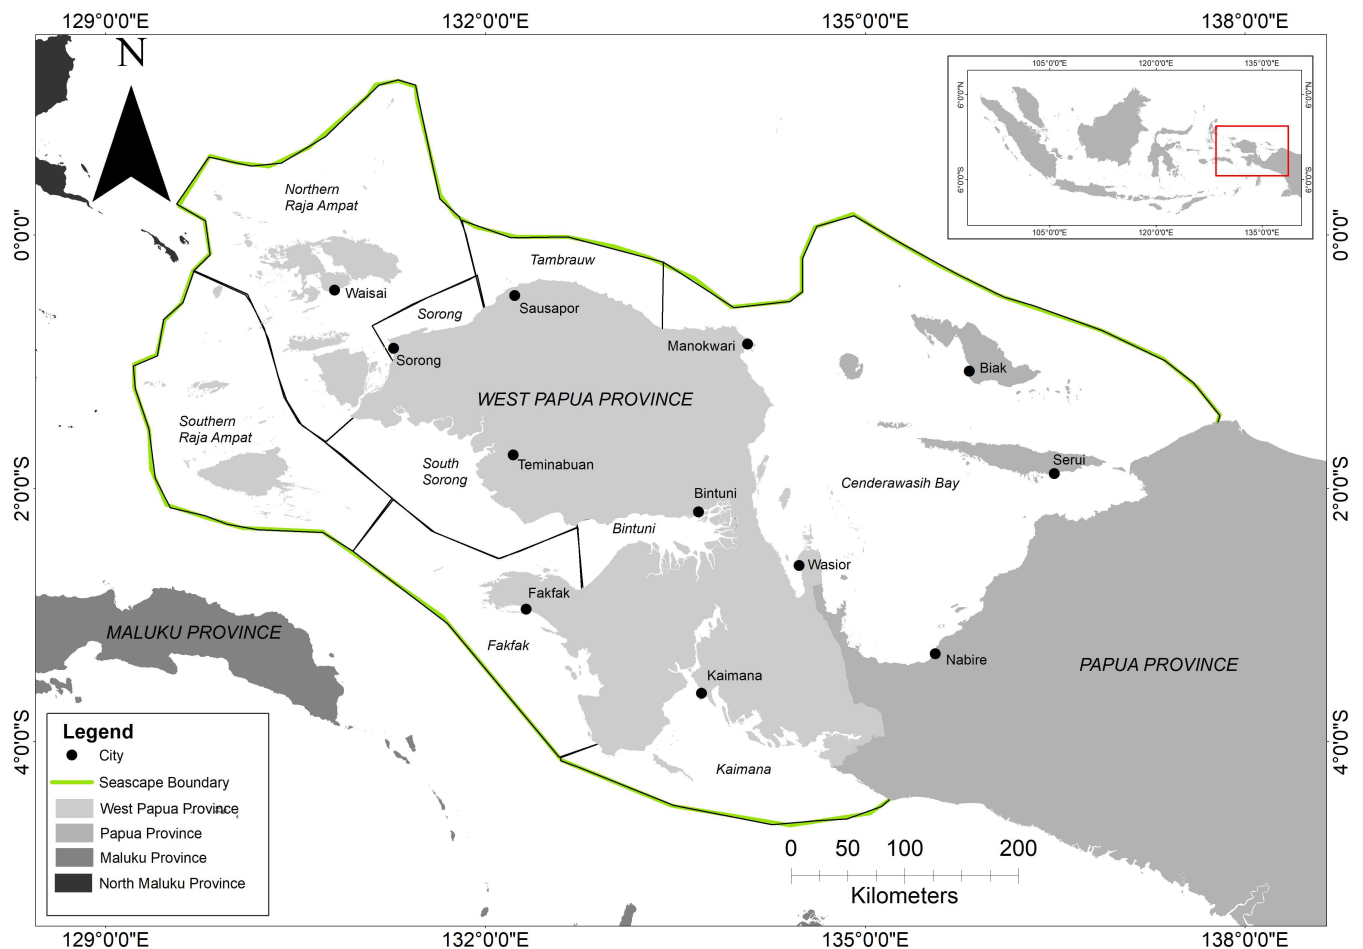 129°0'0"E
132°0'0"E
135°0'0"E
138°0'0"E
N
105°0'0"E
120°0'0"E
135°0'0"E
6°0'0"N
6°0'0"N
6°0'0"S
6°0'0"S
105°0'0"E
120°0'0"E
135°0'0"E
0°0'0"
0°0'0"
Northern
Raja Ampat
Tambrauw
Waisai
Sausapor
Sorong
Sorong
Manokwari
Biak
WEST PAPUA PROVINCE
Southern
Raja Ampat
South
Sorong
Teminabuan
Serui
Cenderawasih Bay
2°0'0"S
2°0'0"S
Bintuni
Bintuni
Wasior
Fakfak
Fakfak
MALUKU PROVINCE
Nabire
PAPUA PROVINCE
Kaimana
Kaimana
4°0'0"S
4°0'0"S
Legend
City
Seascape Boundary
West Papua Province
Papua Province
Maluku Province
North Maluku Province
0 50 100 200
Kilometers
129°0'0"E
132°0'0"E
135°0'0"E
138°0'0"E